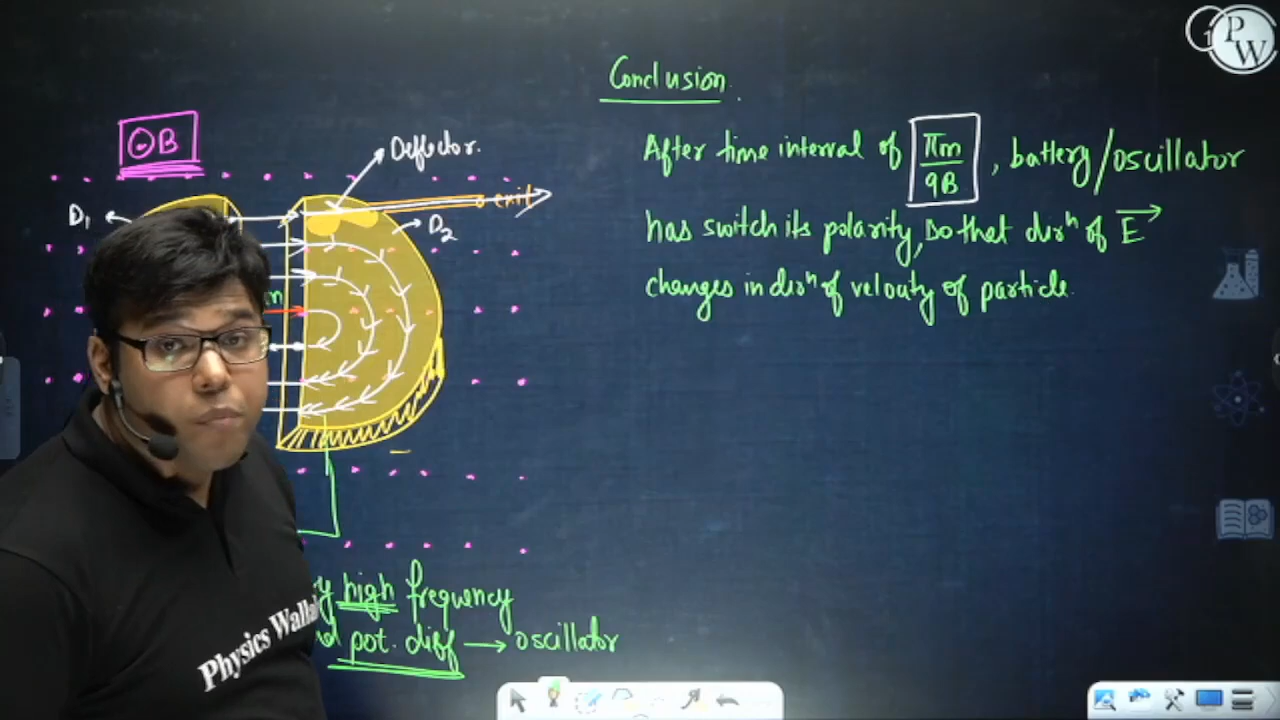 Conclusion.
After time interval of πm/qB, battery/oscillator
has switch its polarity, so that dirⁿ of E
changes in dirⁿ of velocity of particle.
⊙B
Deflector.
exit
D₁
D₂
m
high frequency
pot. diff → oscillator
Physics Walla
PW